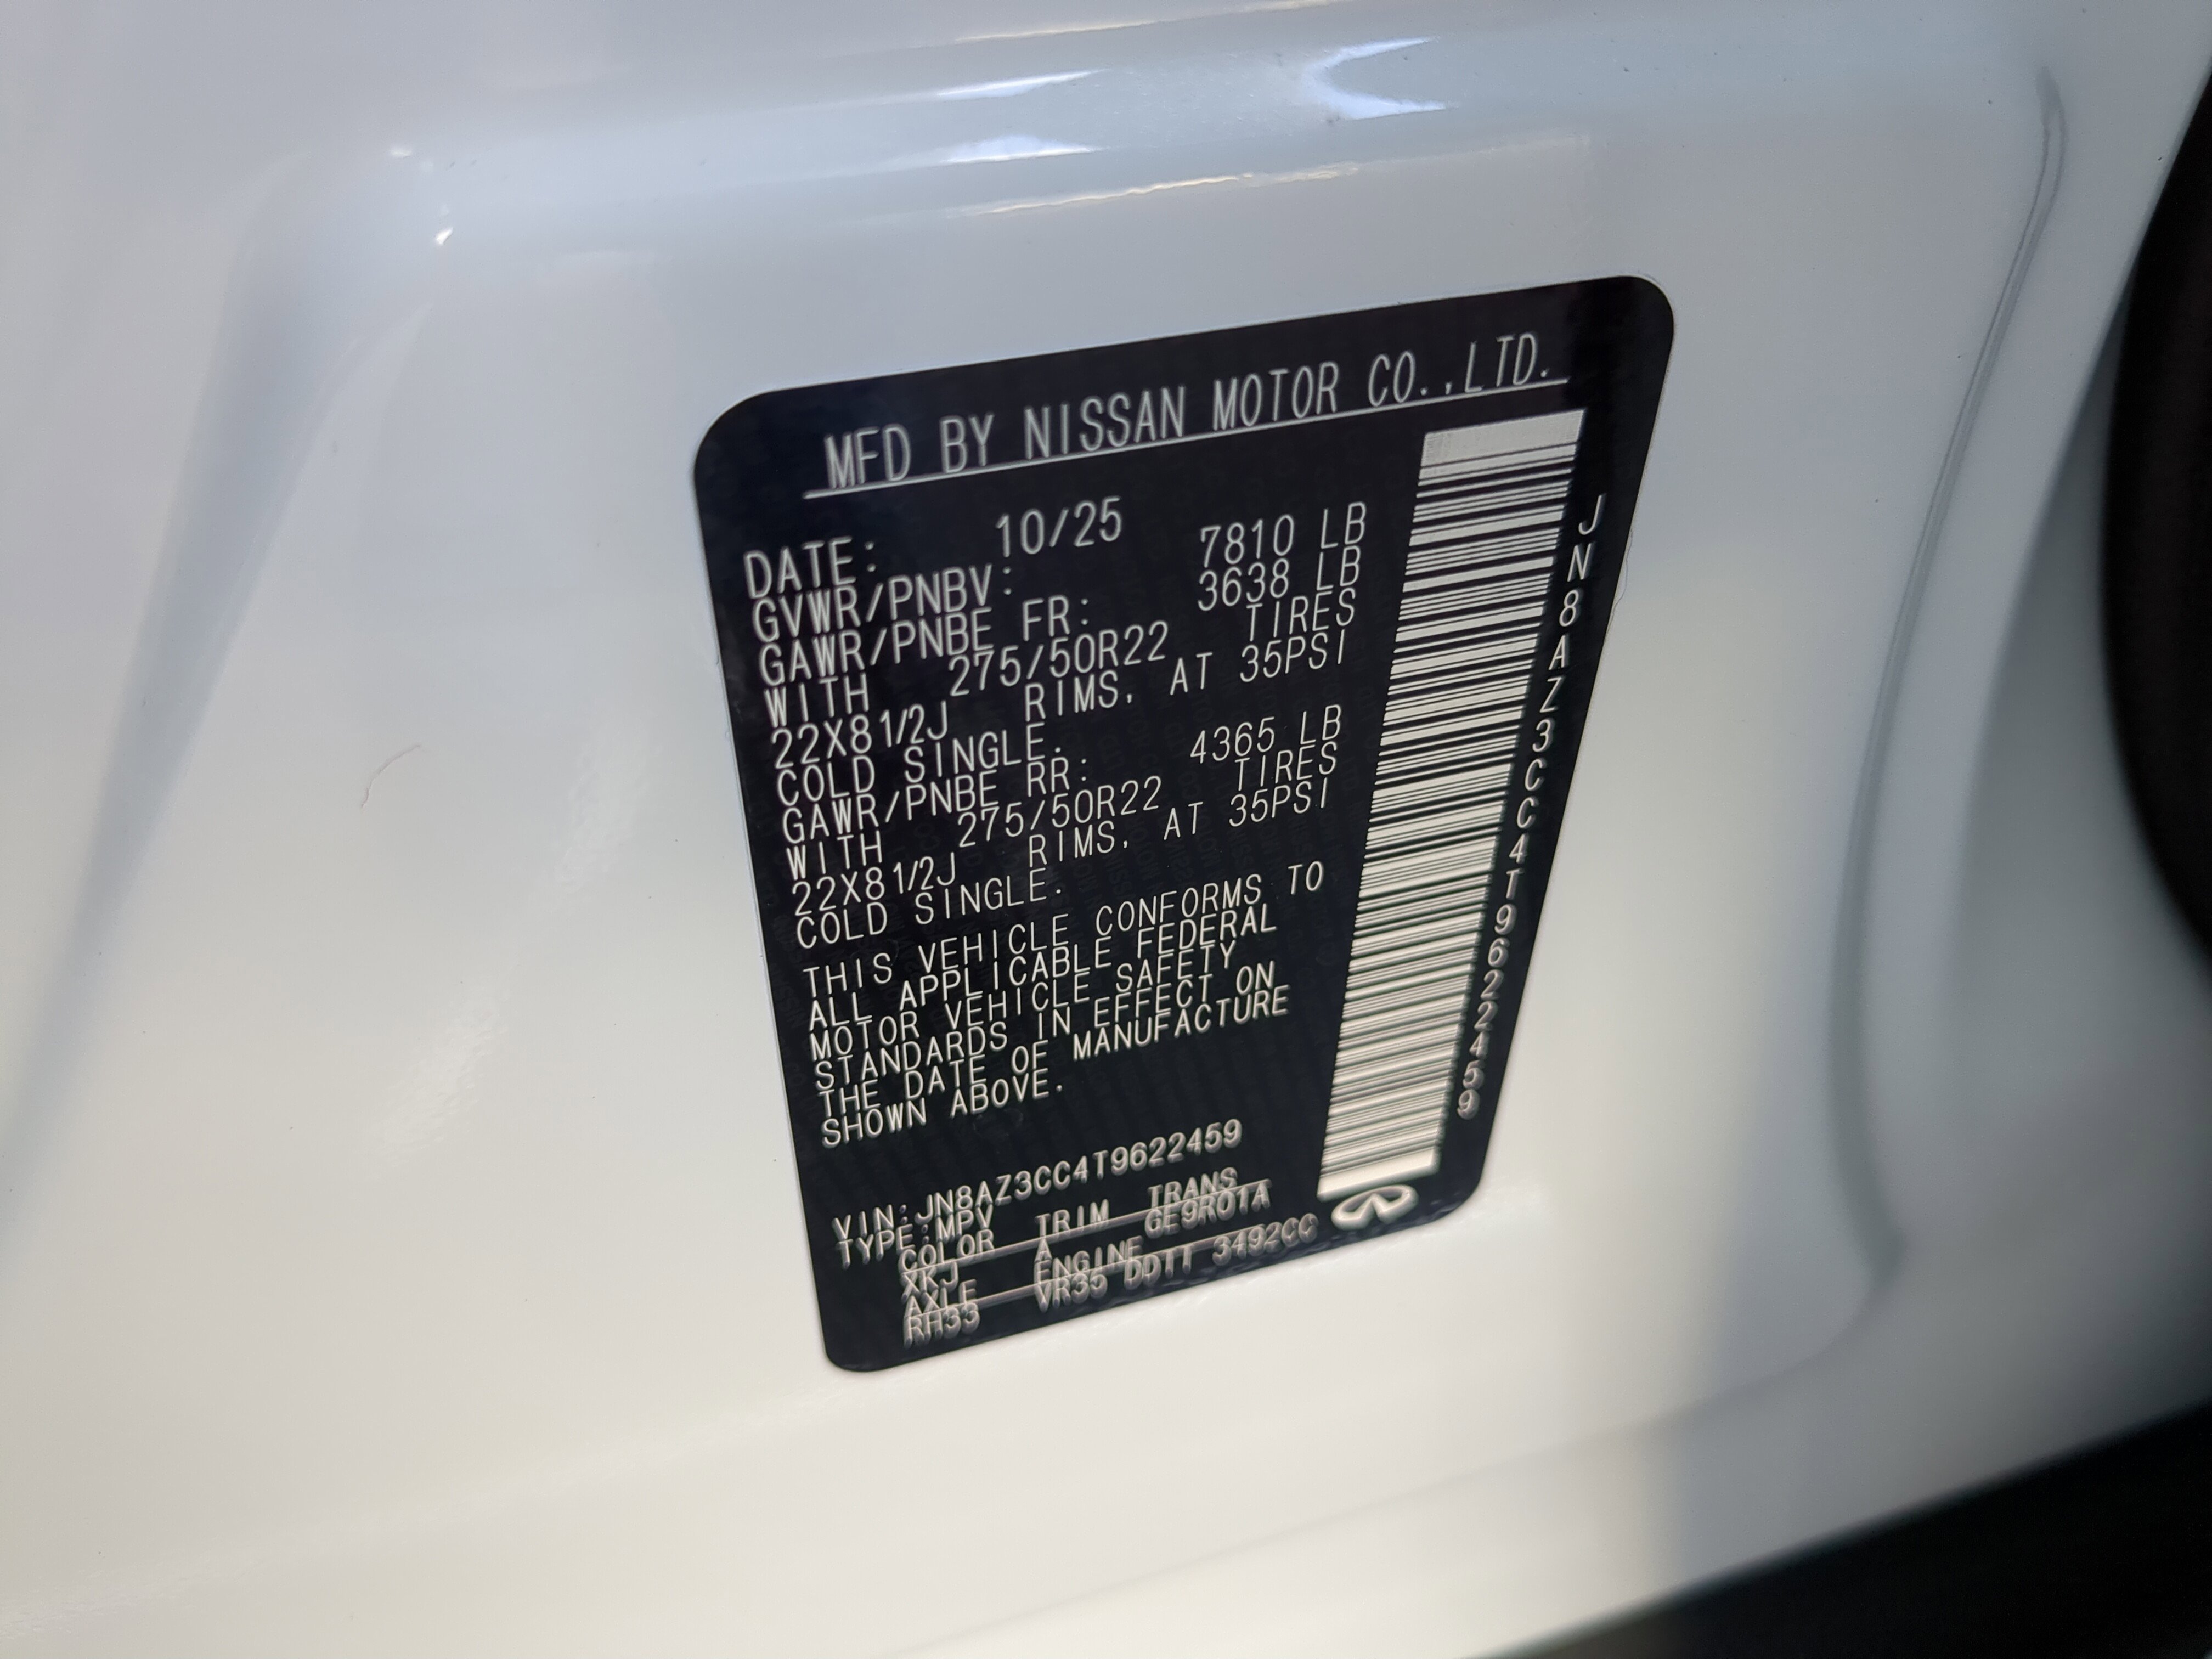 MFD BY NISSAN MOTOR CO.,LTD.
DATE: 10/25
GVWR/PNBV: 7810 LB
GAWR/PNBE FR: 3638 LB
WITH 275/50R22 TIRES
22X8 1/2J RIMS, AT 35PSI
COLD SINGLE.
GAWR/PNBE RR: 4365 LB
WITH 275/50R22 TIRES
22X8 1/2J RIMS, AT 35PSI
COLD SINGLE.
THIS VEHICLE CONFORMS TO
ALL APPLICABLE FEDERAL
MOTOR VEHICLE SAFETY
STANDARDS IN EFFECT ON
THE DATE OF MANUFACTURE
SHOWN ABOVE.
VIN:JN8AZ3CC4T9622459
TYPE:MPV
COLOR TRIM TRANS
XKJ A GE9R01A
AXLE ENGINE
RH33 VR35 DDTT 3492CC
JN8AZ3CC4T9622459